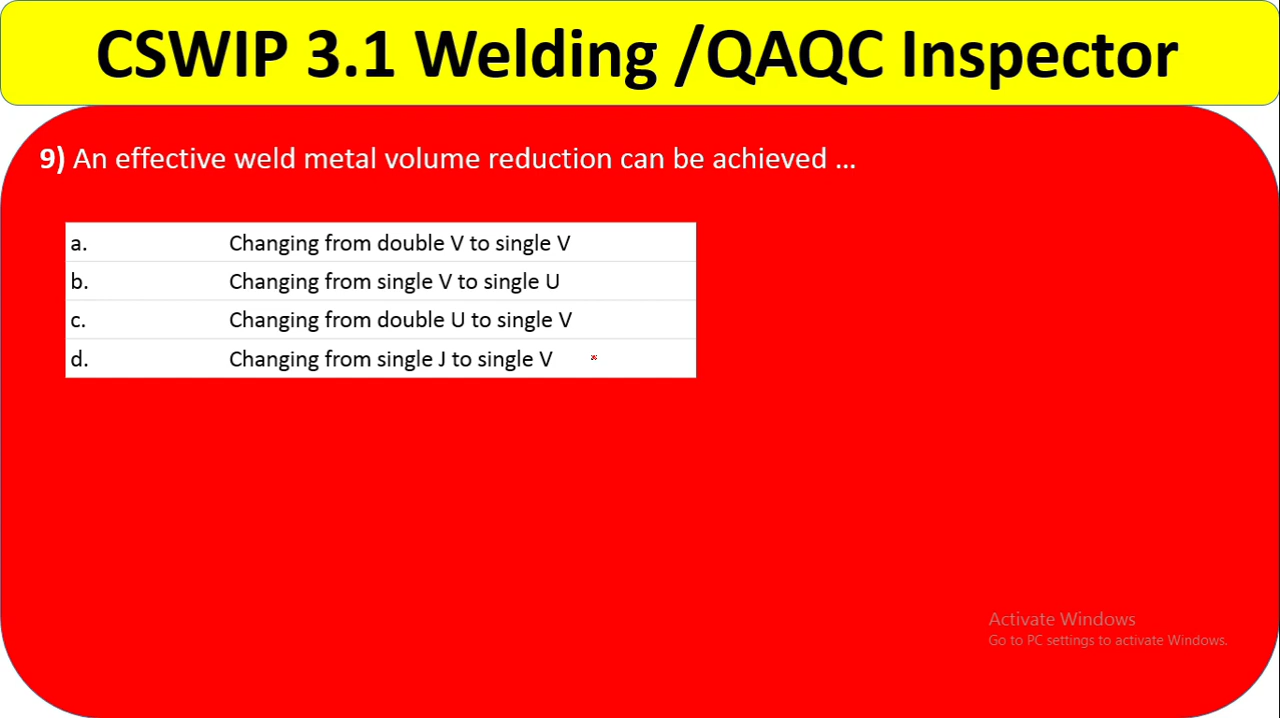 CSWIP 3.1 Welding /QAQC Inspector
9) An effective weld metal volume reduction can be achieved ...
a. Changing from double V to single V
b. Changing from single V to single U
c. Changing from double U to single V
d. Changing from single J to single V
Activate Windows
Go to PC settings to activate Windows.